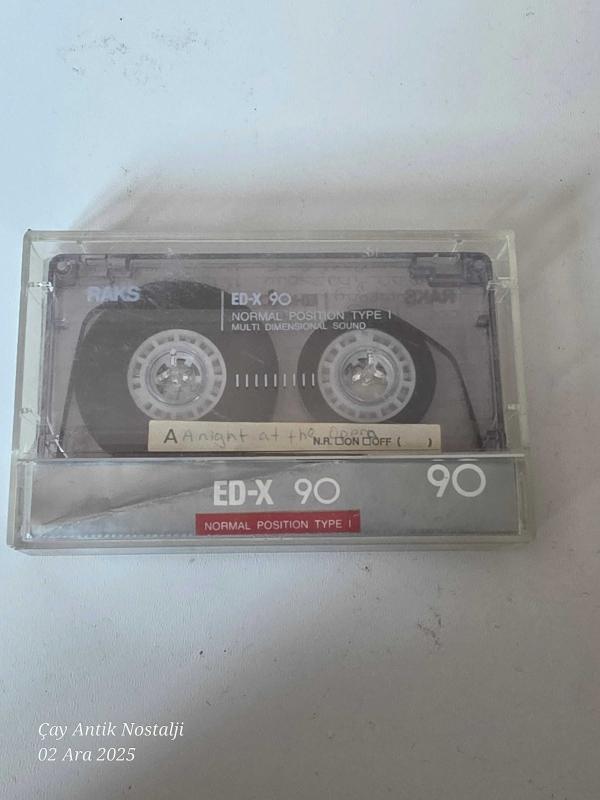 RAKS
ED-X 90
NORMAL POSITION TYPE I
MULTI DIMENSIONAL SOUND
A A night at the Opera
N.R. □ON □OFF ( )
ED-X 90
90
NORMAL POSITION TYPE I
Çay Antik Nostalji
02 Ara 2025